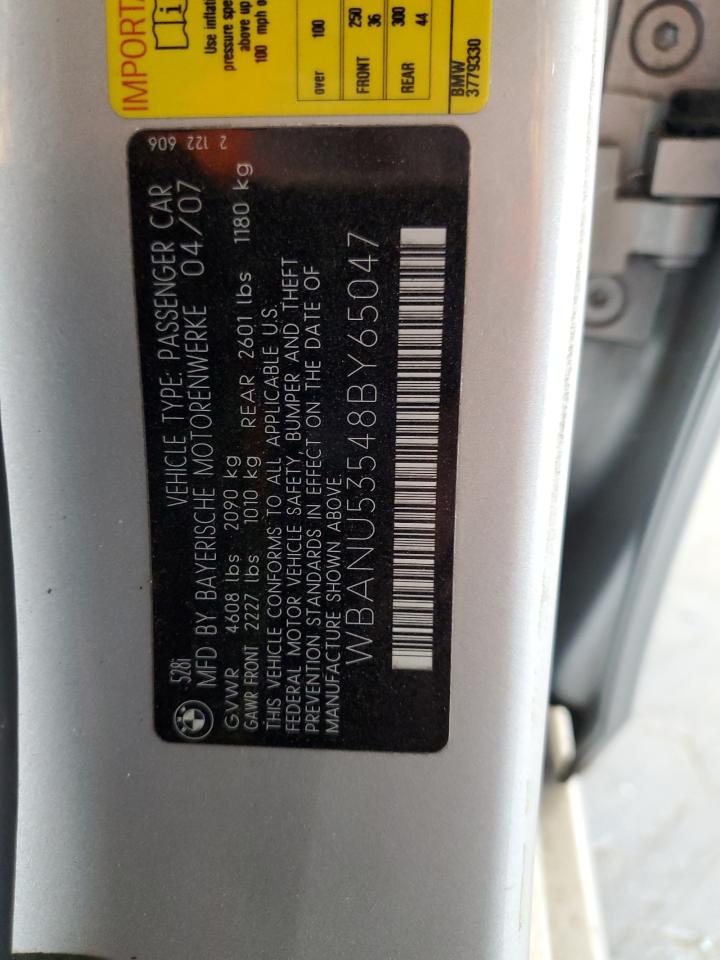 IMPORTA
Use initial
pressure spe
above up
100 mph o
over 100
FRONT 250 36
REAR 300 44
BMW
3779330
2 122 606
528i VEHICLE TYPE: PASSENGER CAR
MFD BY BAYERISCHE MOTORENWERKE 04/07
GVWR 4608 lbs 2090 kg
GAWR FRONT 2227 lbs 1010 kg REAR 2601 lbs 1180 kg
THIS VEHICLE CONFORMS TO ALL APPLICABLE U.S.
FEDERAL MOTOR VEHICLE SAFETY, BUMPER AND THEFT
PREVENTION STANDARDS IN EFFECT ON THE DATE OF
MANUFACTURE SHOWN ABOVE.
WBANU53548BY65047